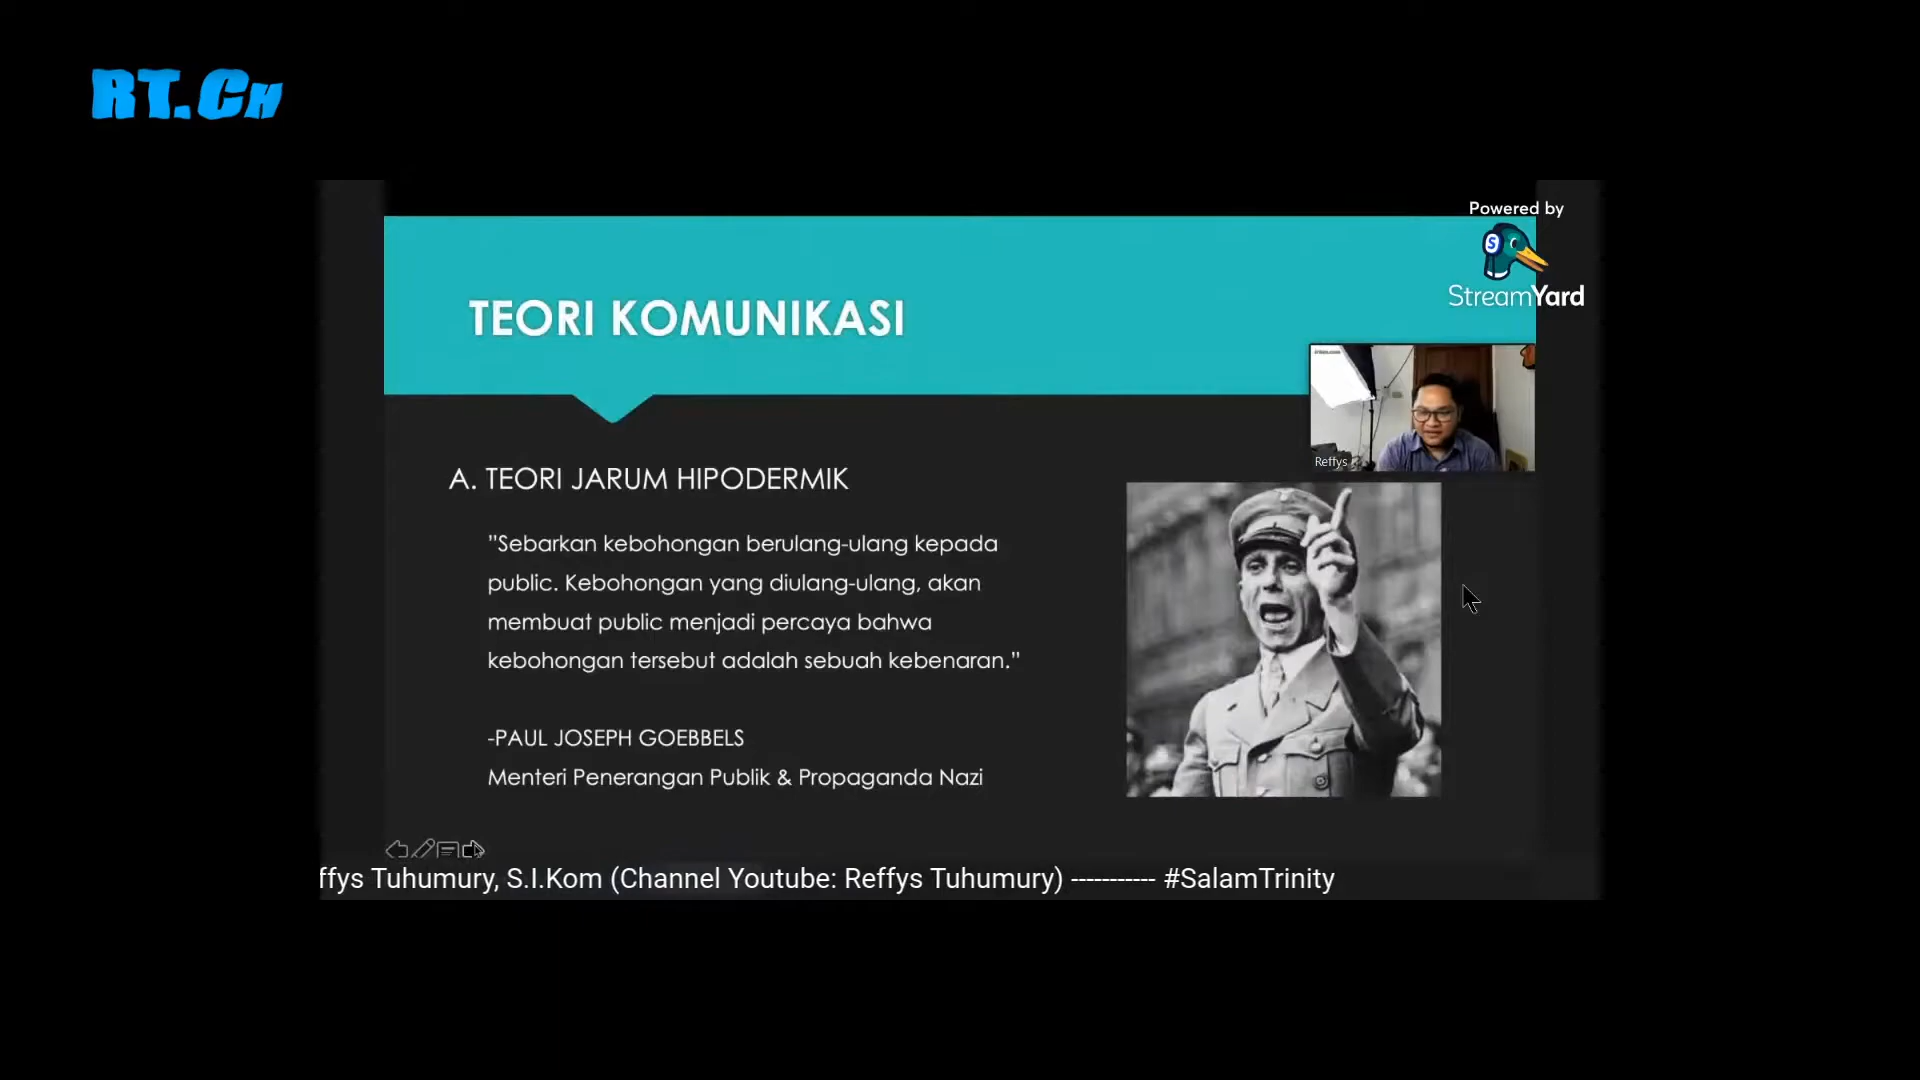 RT.CH
Powered by
StreamYard
TEORI KOMUNIKASI
Reffys
A. TEORI JARUM HIPODERMIK
”Sebarkan kebohongan berulang-ulang kepada
public. Kebohongan yang diulang-ulang, akan
membuat public menjadi percaya bahwa
kebohongan tersebut adalah sebuah kebenaran.”
-PAUL JOSEPH GOEBBELS
Menteri Penerangan Publik & Propaganda Nazi
ffys Tuhumury, S.I.Kom (Channel Youtube: Reffys Tuhumury) ----------- #SalamTrinity